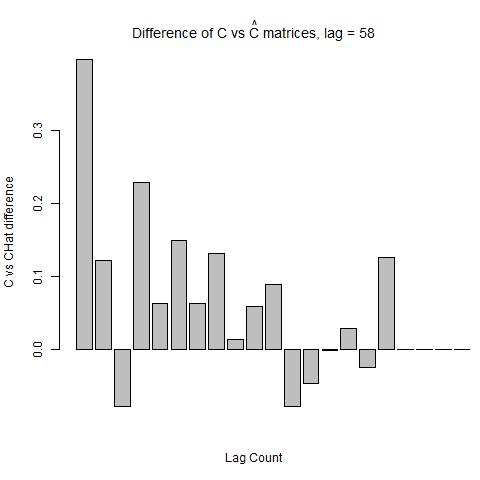 Difference of C vs Ĉ matrices, lag = 58
C vs CHat difference
0.3
0.2
0.1
0.0
Lag Count